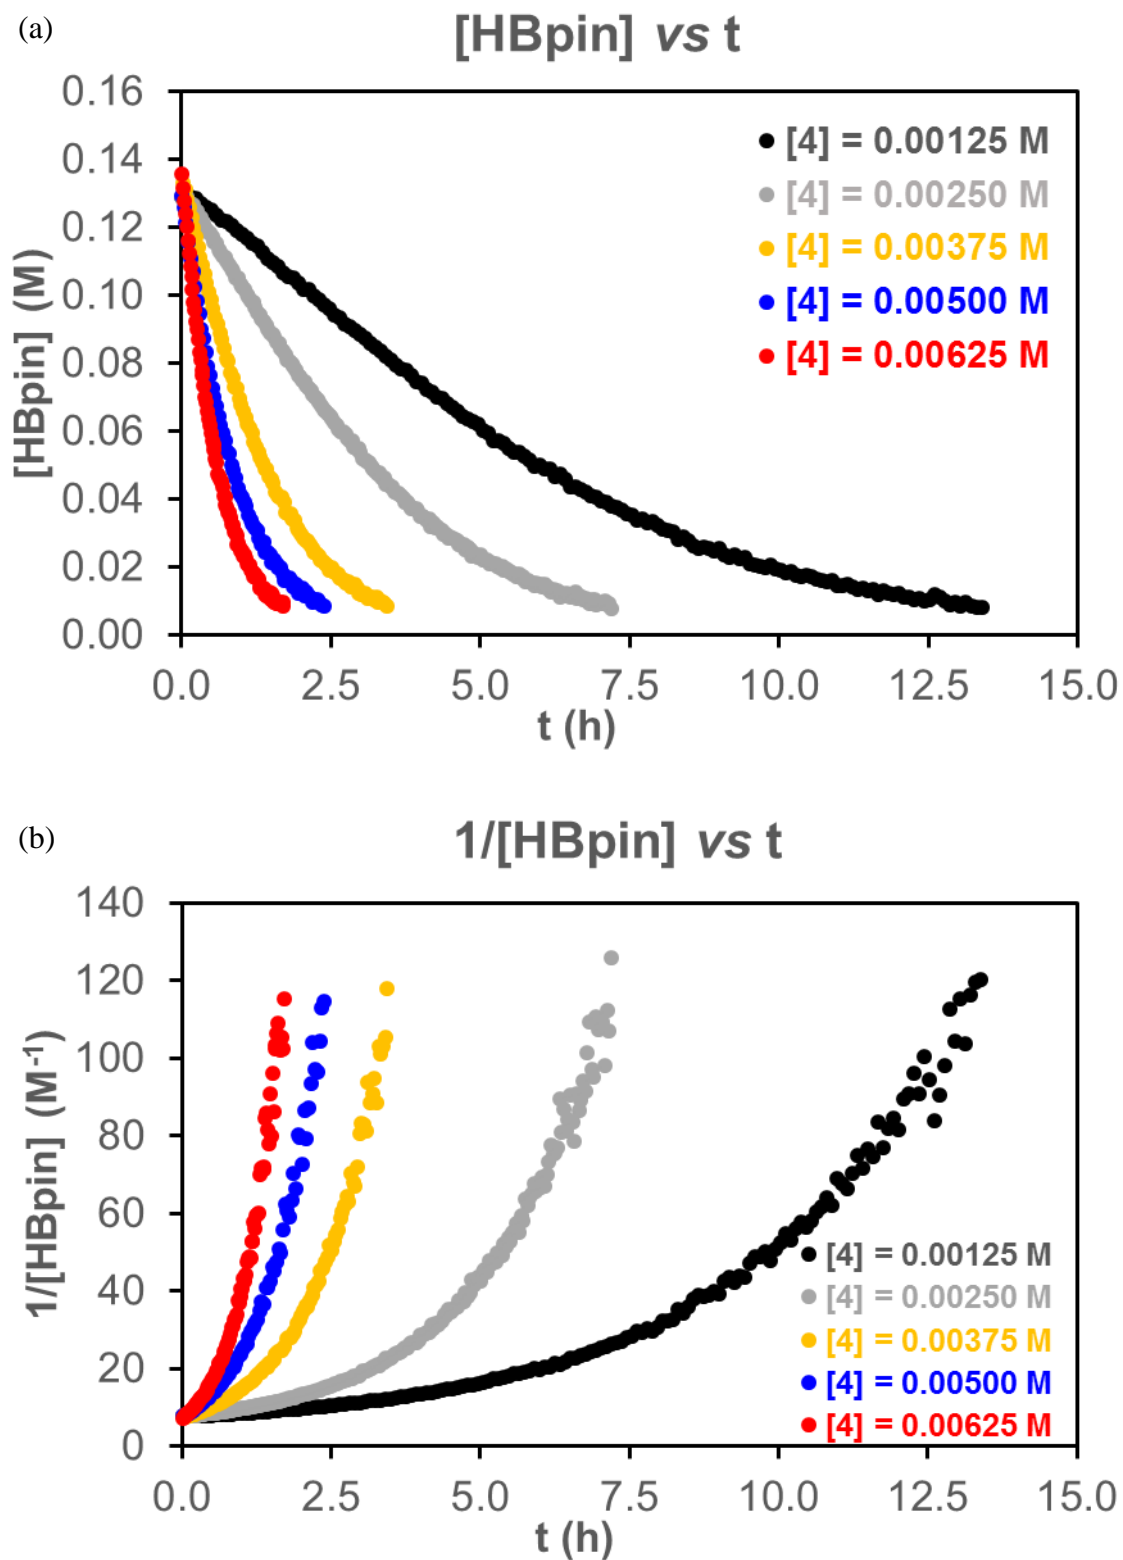 (a)
[HBpin] vs t
[HBpin] (M)
0.16
0.14
0.12
0.10
0.08
0.06
0.04
0.02
0.00
[4] = 0.00125 M
[4] = 0.00250 M
[4] = 0.00375 M
[4] = 0.00500 M
[4] = 0.00625 M
0.0 2.5 5.0 7.5 10.0 12.5 15.0
t (h)
(b)
1/[HBpin] vs t
1/[HBpin] (M⁻¹)
140
120
100
80
60
40
20
0
[4] = 0.00125 M
[4] = 0.00250 M
[4] = 0.00375 M
[4] = 0.00500 M
[4] = 0.00625 M
0.0 2.5 5.0 7.5 10.0 12.5 15.0
t (h)